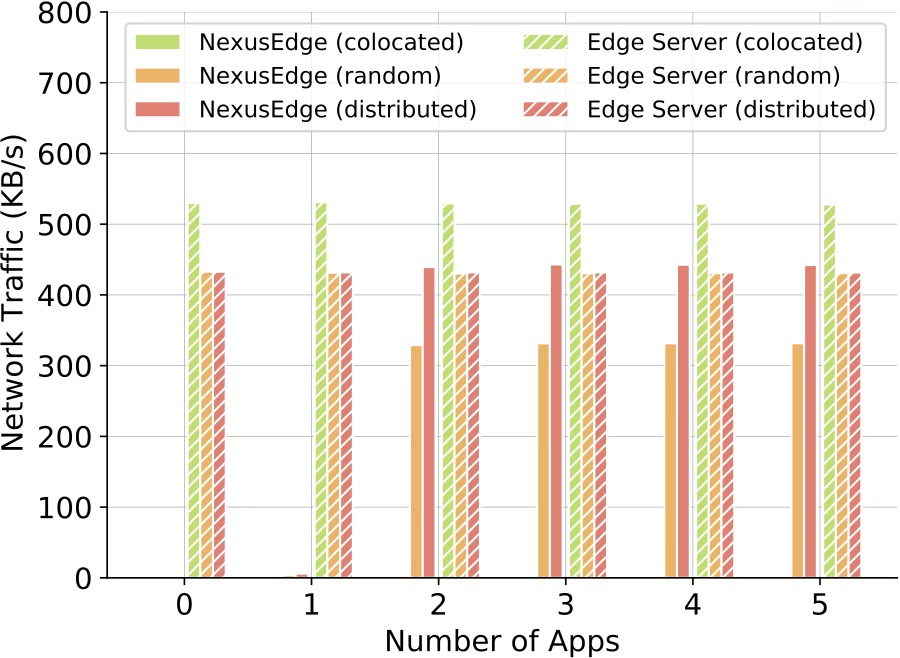 800
700
600
500
400
300
200
100
0
Network Traffic (KB/s)
NexusEdge (colocated)
NexusEdge (random)
NexusEdge (distributed)
Edge Server (colocated)
Edge Server (random)
Edge Server (distributed)
0 1 2 3 4 5
Number of Apps